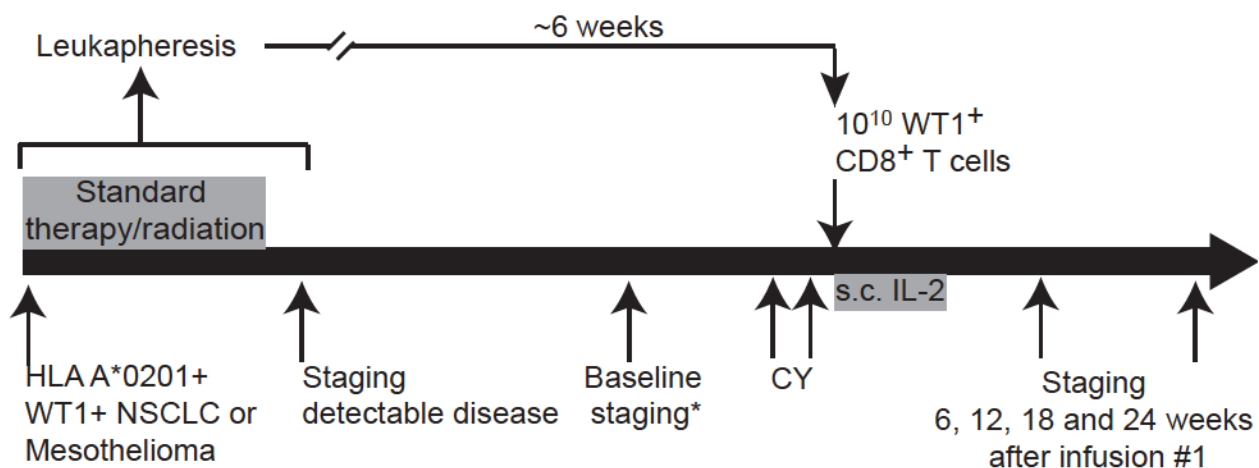 ~6 weeks
Leukapheresis
10¹⁰ WT1⁺
CD8⁺ T cells
Standard
therapy/radiation
s.c. IL-2
HLA A*0201+
WT1+ NSCLC or
Mesothelioma
Staging
detectable disease
Baseline
staging*
CY
Staging
6, 12, 18 and 24 weeks
after infusion #1